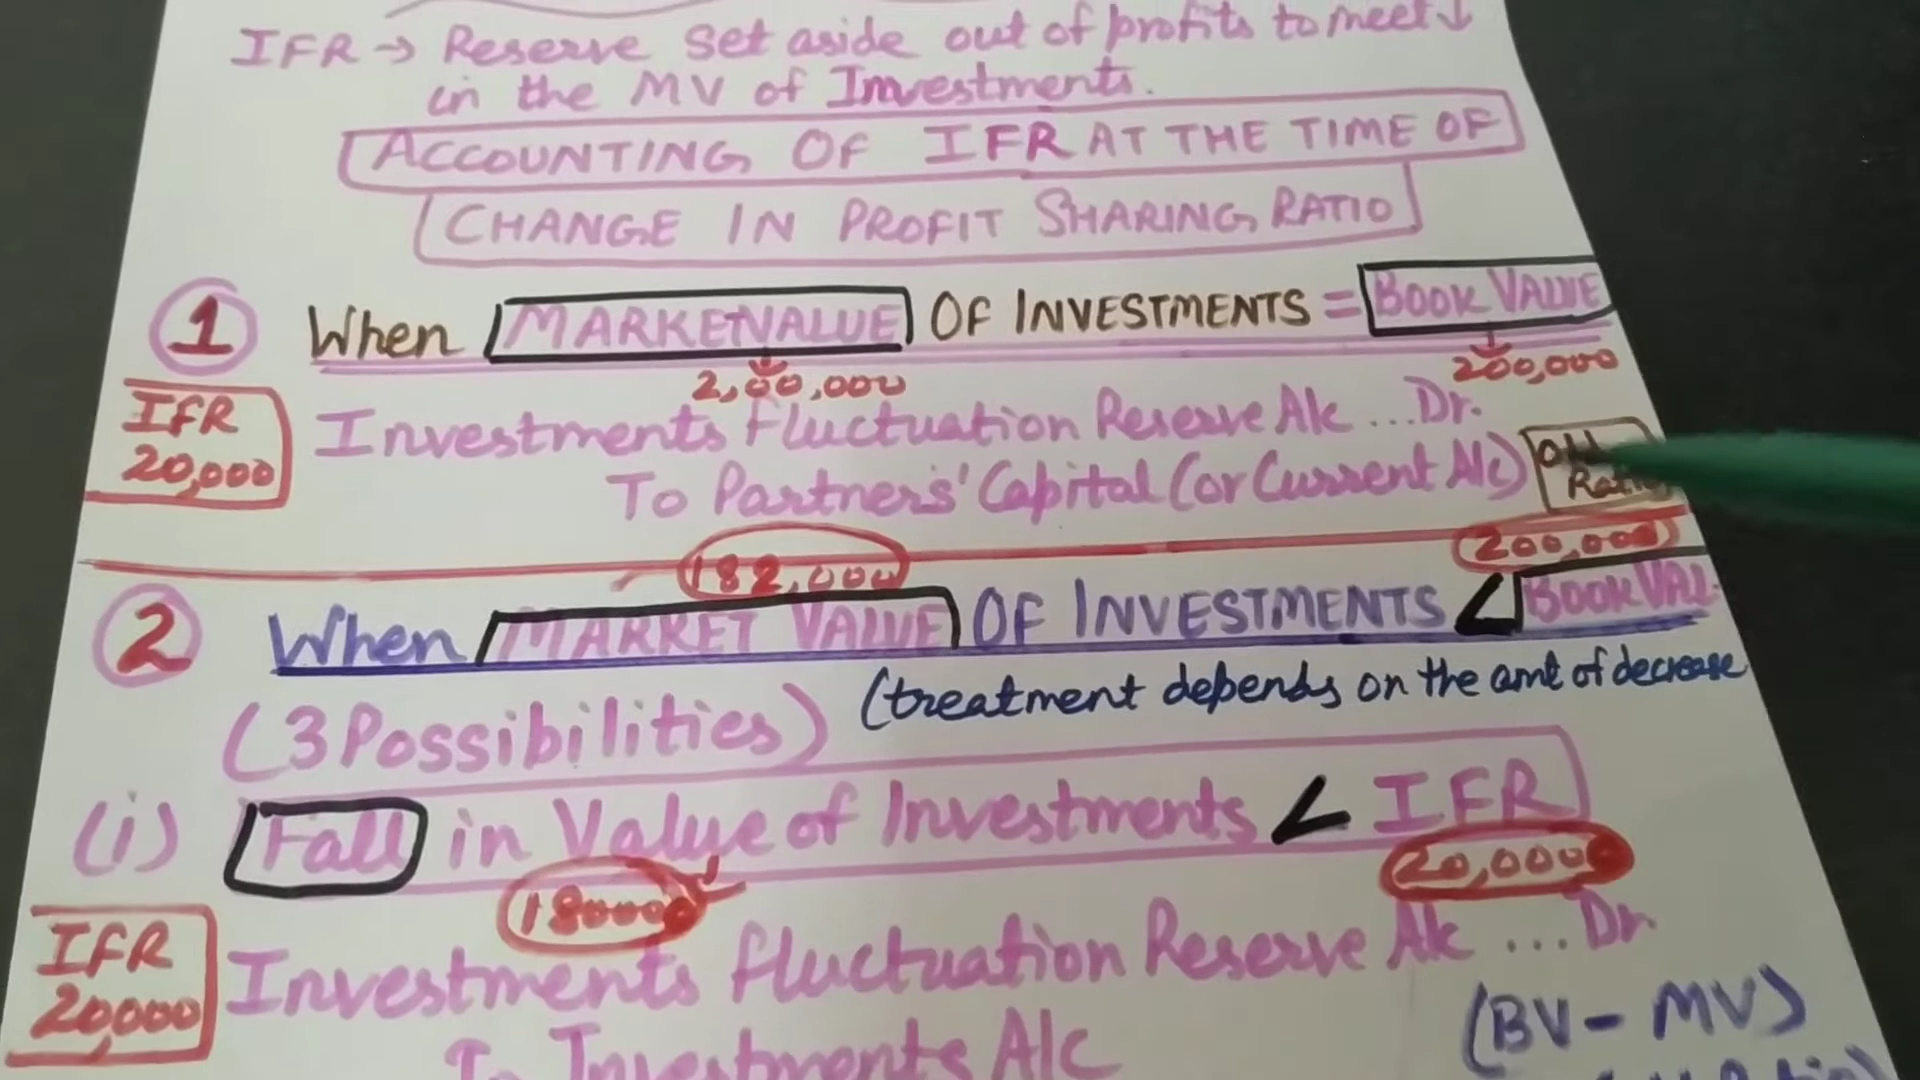 IFR → Reserve set aside out of profits to meet ↓
in the MV of Investments.
ACCOUNTING OF IFR AT THE TIME OF
CHANGE IN PROFIT SHARING RATIO
1 When MARKET VALUE OF INVESTMENTS = BOOK VALUE
2,00,000 200,000
IFR
20,000
Investments Fluctuation Reserve A/c ... Dr.
To Partners' Capital (or Current A/c) Old
Ratio
182,000 200,000
2 When MARKET VALUE OF INVESTMENTS < BOOK VAL.
(3 Possibilities) (treatment depends on the amt of decrease
(i) Fall in Value of Investments < IFR
18000 20,000
IFR
20,000
Investments Fluctuation Reserve A/c ... Dr.
To Investments A/c (BV - MV)